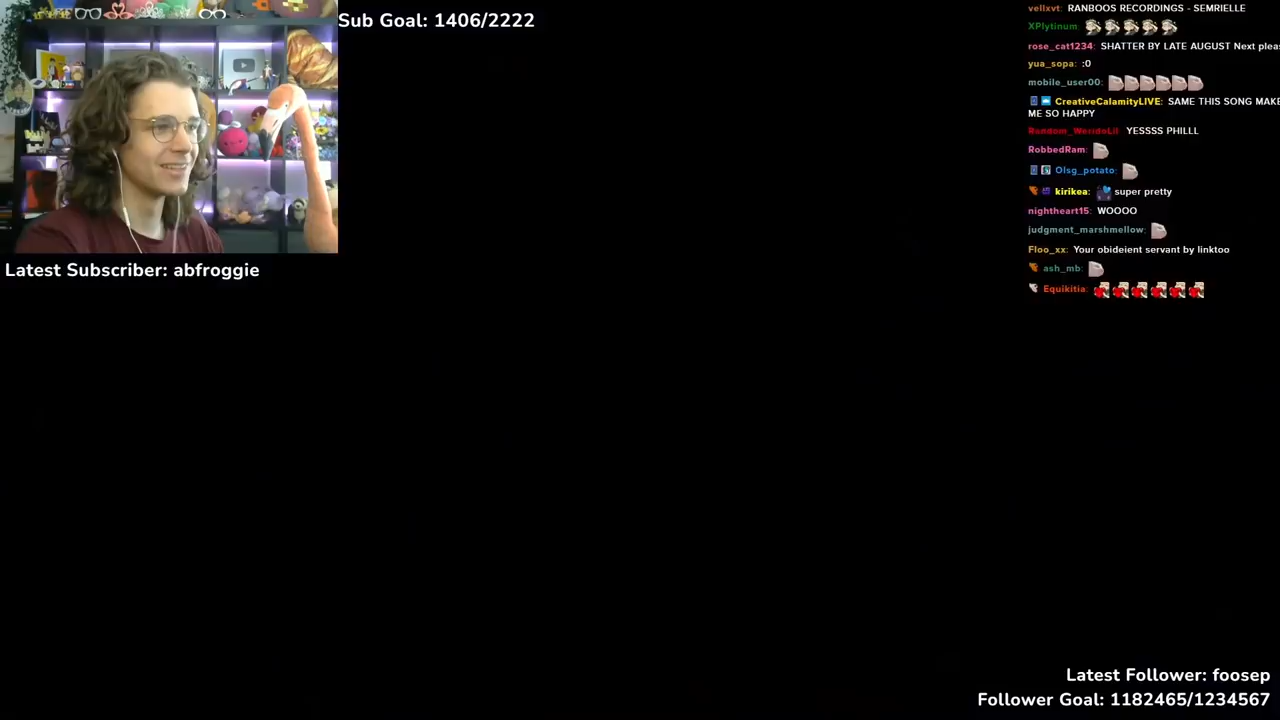 Sub Goal: 1406/2222
Latest Subscriber: abfroggie
vellxvt: RANBOOS RECORDINGS - SEMRIELLE
XPlytinum:
rose_cat1234: SHATTER BY LATE AUGUST Next pleas
yua_sopa: :0
mobile_user00:
CreativeCalamityLIVE: SAME THIS SONG MAKE
ME SO HAPPY
Random_WerideLil: YESSSS PHILLL
RobbedRam:
Olsg_potato:
kirikea: super pretty
nightheart15: WOOOO
judgment_marshmellow:
Floo_xx: Your obideient servant by linktoo
ash_mb:
Equikitia:
Latest Follower: foosep
Follower Goal: 1182465/1234567